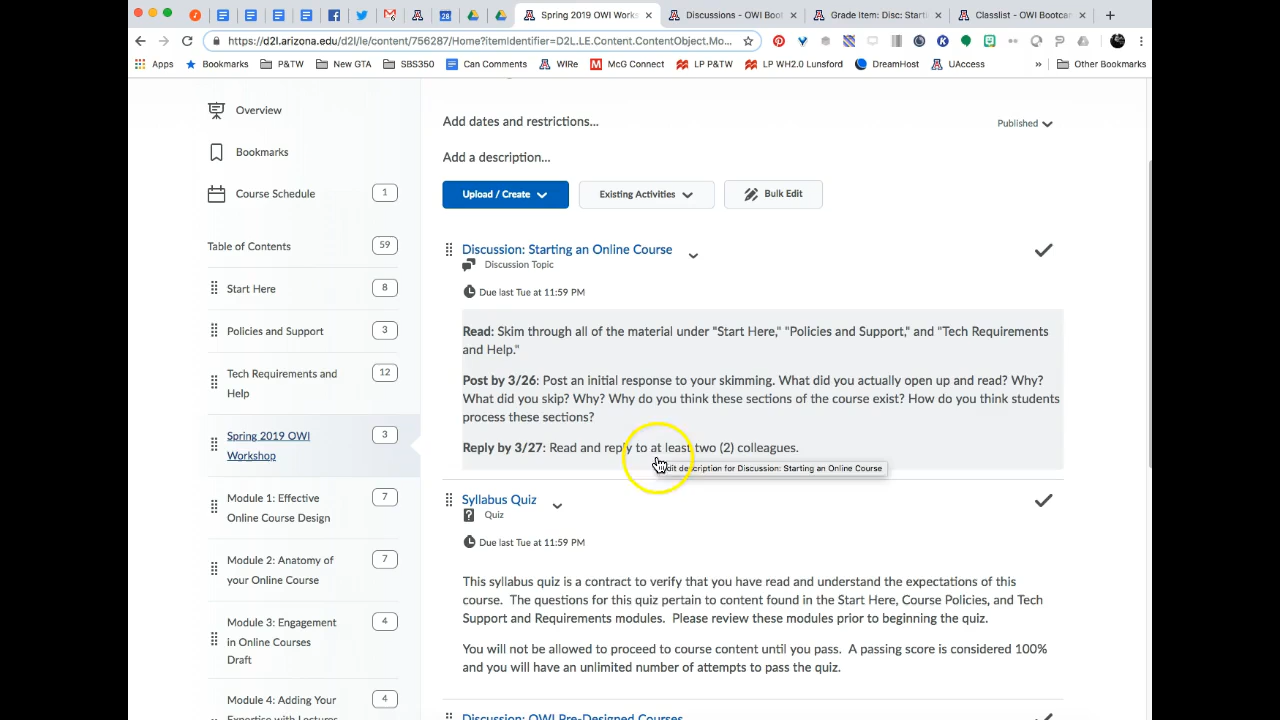 Spring 2019 OWI Works
Discussions - OWI Boot
Grade Item: Disc: Starti
Classlist - OWI Bootcar
https://d2l.arizona.edu/d2l/le/content/756287/Home?itemIdentifier=D2L.LE.Content.ContentObject.Mo...
Apps
Bookmarks
P&TW
New GTA
SBS350
Can Comments
WIRe
McG Connect
LP P&TW
LP WH2.0 Lunsford
DreamHost
UAccess
»
Other Bookmarks
Overview
Bookmarks
Course Schedule 1
Table of Contents 59
Start Here 8
Policies and Support 3
Tech Requirements and 12
Help
Spring 2019 OWI 3
Workshop
Module 1: Effective 7
Online Course Design
Module 2: Anatomy of 7
your Online Course
Module 3: Engagement 4
in Online Courses
Draft
Module 4: Adding Your 4
Expertise with Lectures
Add dates and restrictions...
Published
Add a description...
Upload / Create
Existing Activities
Bulk Edit
Discussion: Starting an Online Course
Discussion Topic
Due last Tue at 11:59 PM
Read: Skim through all of the material under "Start Here," "Policies and Support," and "Tech Requirements
and Help."
Post by 3/26: Post an initial response to your skimming. What did you actually open up and read? Why?
What did you skip? Why? Why do you think these sections of the course exist? How do you think students
process these sections?
Reply by 3/27: Read and reply to at least two (2) colleagues.
dit description for Discussion: Starting an Online Course
Syllabus Quiz
Quiz
Due last Tue at 11:59 PM
This syllabus quiz is a contract to verify that you have read and understand the expectations of this
course. The questions for this quiz pertain to content found in the Start Here, Course Policies, and Tech
Support and Requirements modules. Please review these modules prior to beginning the quiz.
You will not be allowed to proceed to course content until you pass. A passing score is considered 100%
and you will have an unlimited number of attempts to pass the quiz.
Discussion: OWI Pre-Designed Courses